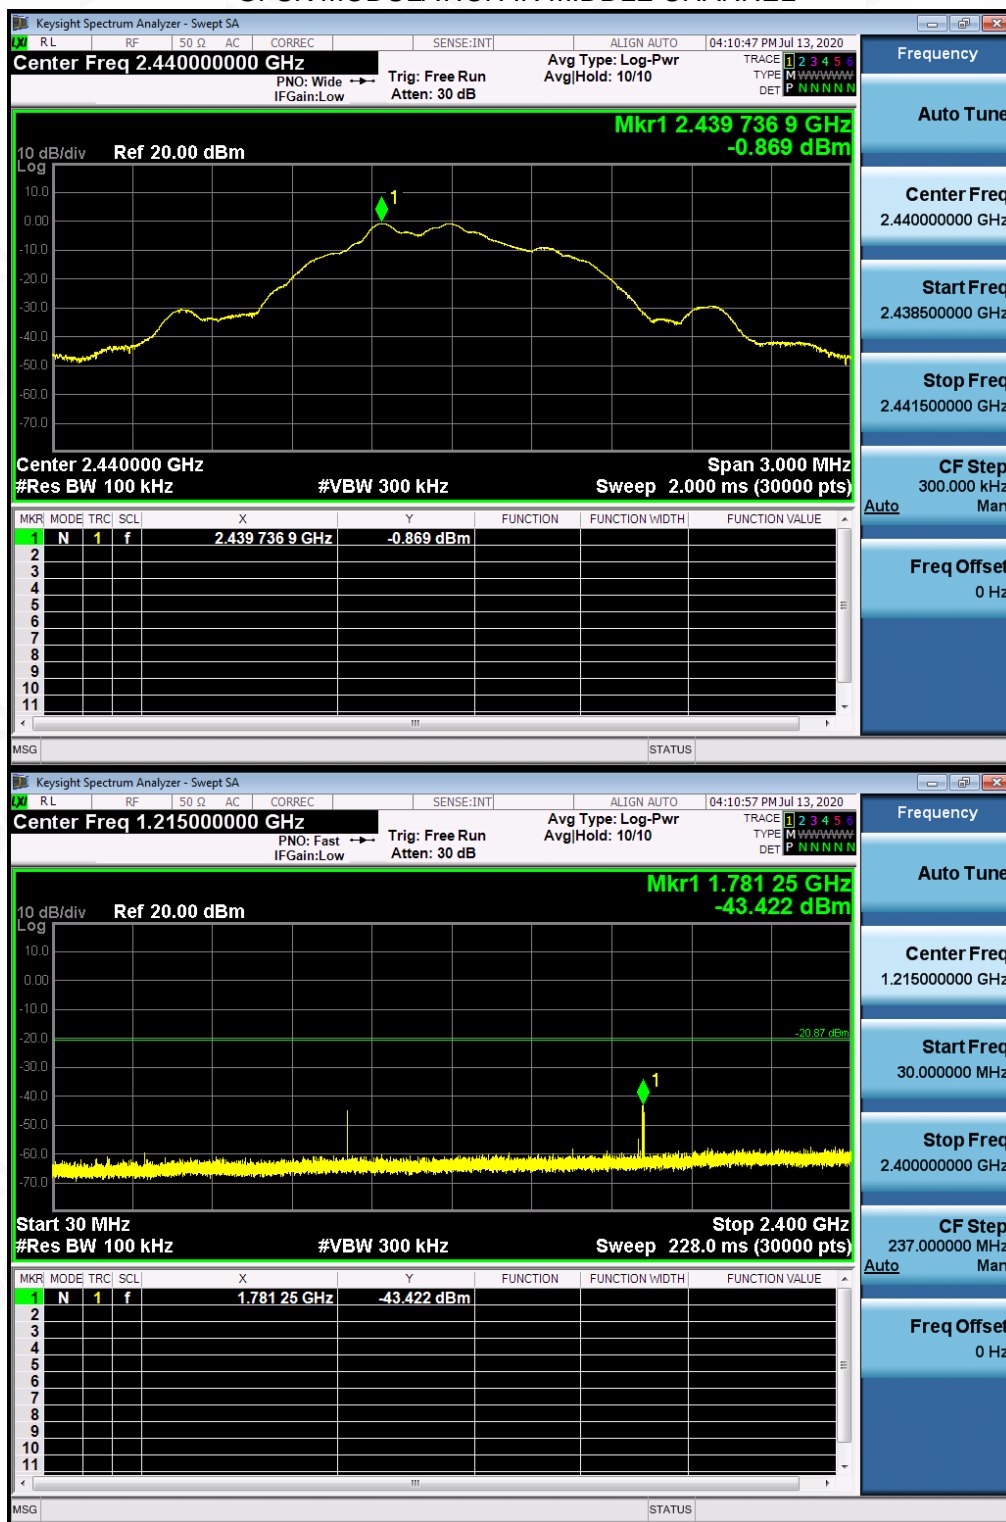 MODULATION IN MIDDLE CHANNEL
Keysight Spectrum Analyzer - Swept SA
LXI RL RF 50 Ω AC CORREC SENSE:INT ALIGN AUTO 04:10:47 PM Jul 13, 2020
Center Freq 2.440000000 GHz
PNO: Wide
IFGain:Low
Trig: Free Run
Atten: 30 dB
Avg Type: Log-Pwr
Avg|Hold: 10/10
TRACE 1 2 3 4 5 6
TYPE M W W W W W
DET P N N N N N
Mkr1 2.439 736 9 GHz
-0.869 dBm
10 dB/div Ref 20.00 dBm
Log
10.0
0.00
-10.0
-20.0
-30.0
-40.0
-50.0
-60.0
-70.0
1
Center 2.440000 GHz Span 3.000 MHz
#Res BW 100 kHz #VBW 300 kHz Sweep 2.000 ms (30000 pts)
MKR MODE TRC SCL X Y FUNCTION FUNCTION WIDTH FUNCTION VALUE
1 N 1 f 2.439 736 9 GHz -0.869 dBm
2
3
4
5
6
7
8
9
10
11
MSG STATUS
Frequency
Auto Tune
Center Freq
2.440000000 GHz
Start Freq
2.438500000 GHz
Stop Freq
2.441500000 GHz
CF Step
300.000 kHz
Auto Man
Freq Offset
0 Hz
Keysight Spectrum Analyzer - Swept SA
LXI RL RF 50 Ω AC CORREC SENSE:INT ALIGN AUTO 04:10:57 PM Jul 13, 2020
Center Freq 1.215000000 GHz
PNO: Fast
IFGain:Low
Trig: Free Run
Atten: 30 dB
Avg Type: Log-Pwr
Avg|Hold: 10/10
TRACE 1 2 3 4 5 6
TYPE M W W W W W
DET P N N N N N
Mkr1 1.781 25 GHz
-43.422 dBm
10 dB/div Ref 20.00 dBm
Log
10.0
0.00
-10.0
-20.0
-30.0
-40.0
-50.0
-60.0
-70.0
-20.87 dBm
1
Start 30 MHz Stop 2.400 GHz
#Res BW 100 kHz #VBW 300 kHz Sweep 228.0 ms (30000 pts)
MKR MODE TRC SCL X Y FUNCTION FUNCTION WIDTH FUNCTION VALUE
1 N 1 f 1.781 25 GHz -43.422 dBm
2
3
4
5
6
7
8
9
10
11
MSG STATUS
Frequency
Auto Tune
Center Freq
1.215000000 GHz
Start Freq
30.000000 MHz
Stop Freq
2.400000000 GHz
CF Step
237.000000 MHz
Auto Man
Freq Offset
0 Hz